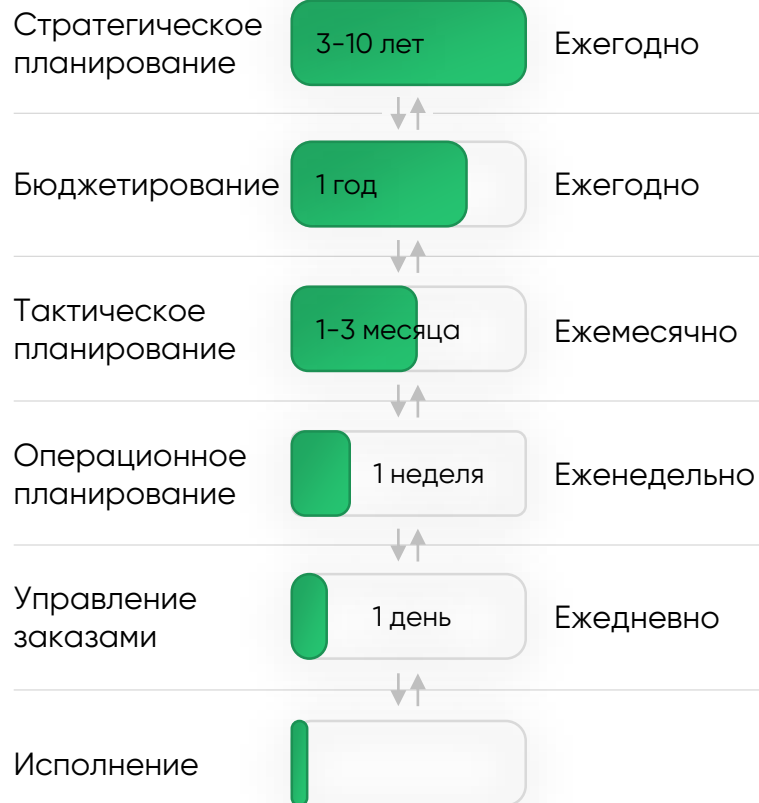 Стратегическое
планирование
3-10 лет
Ежегодно
Бюджетирование
1 год
Ежегодно
Тактическое
планирование
1-3 месяца
Ежемесячно
Операционное
планирование
1 неделя
Еженедельно
Управление
заказами
1 день
Ежедневно
Исполнение